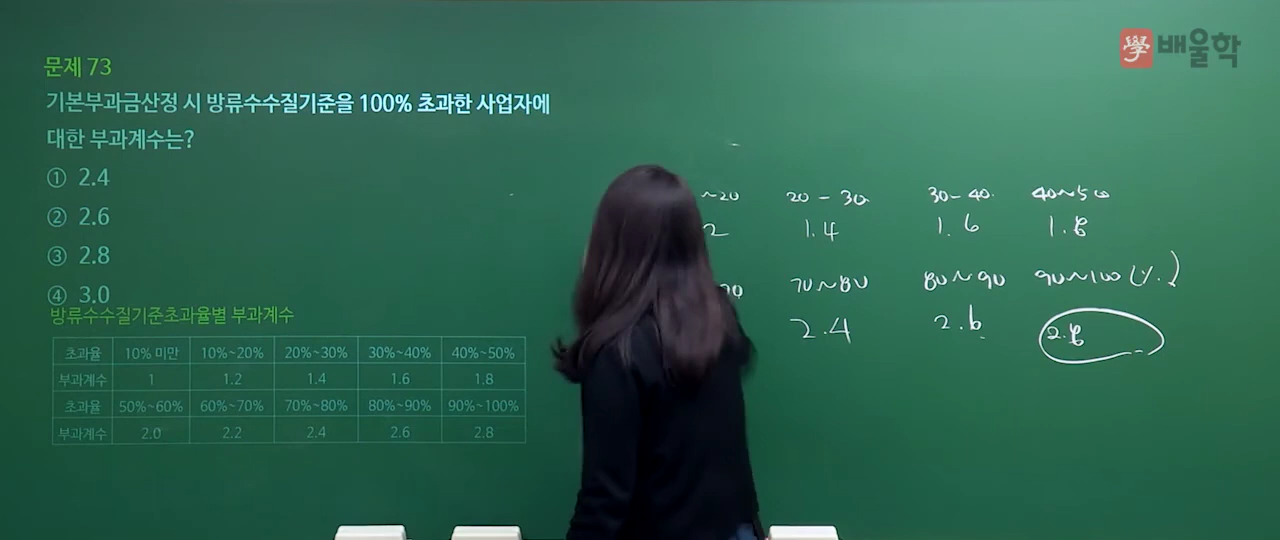 學 배울학
문제 73
기본부과금산정 시 방류수수질기준을 100% 초과한 사업자에
대한 부과계수는?
① 2.4
② 2.6
③ 2.8
④ 3.0
방류수수질기준초과율별 부과계수
초과율 10% 미만 10%~20% 20%~30% 30%~40% 40%~50%
부과계수 1 1.2 1.4 1.6 1.8
초과율 50%~60% 60%~70% 70%~80% 80%~90% 90%~100%
부과계수 2.0 2.2 2.4 2.6 2.8
~20 20-30 30-40 40~50
2 1.4 1.6 1.8
70~80 80~90 90~100(%)
2.4 2.6 2.8